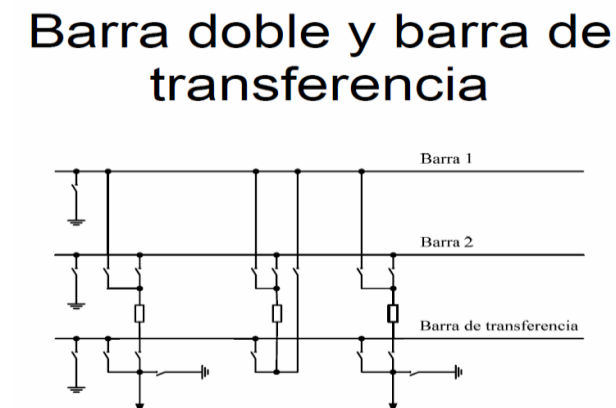 Barra doble y barra de
transferencia
Barra 1
Barra 2
Barra de transferencia